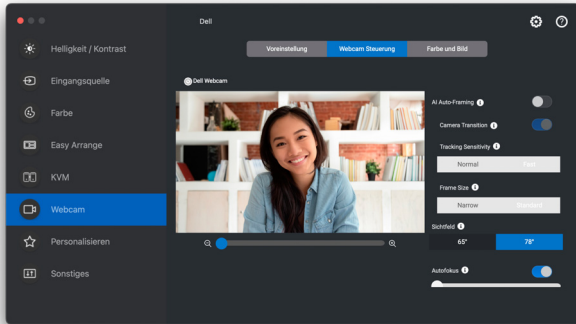 Dell
Helligkeit / Kontrast
Eingangsquelle
Farbe
Easy Arrange
KVM
Webcam
Personalisieren
Sonstiges
Voreinstellung
Webcam Steuerung
Farbe und Bild
Dell Webcam
AI Auto-Framing
Camera Transition
Tracking Sensitivity
Normal
Fast
Frame Size
Narrow
Standard
Sichtfeld
65°
78°
Autofokus